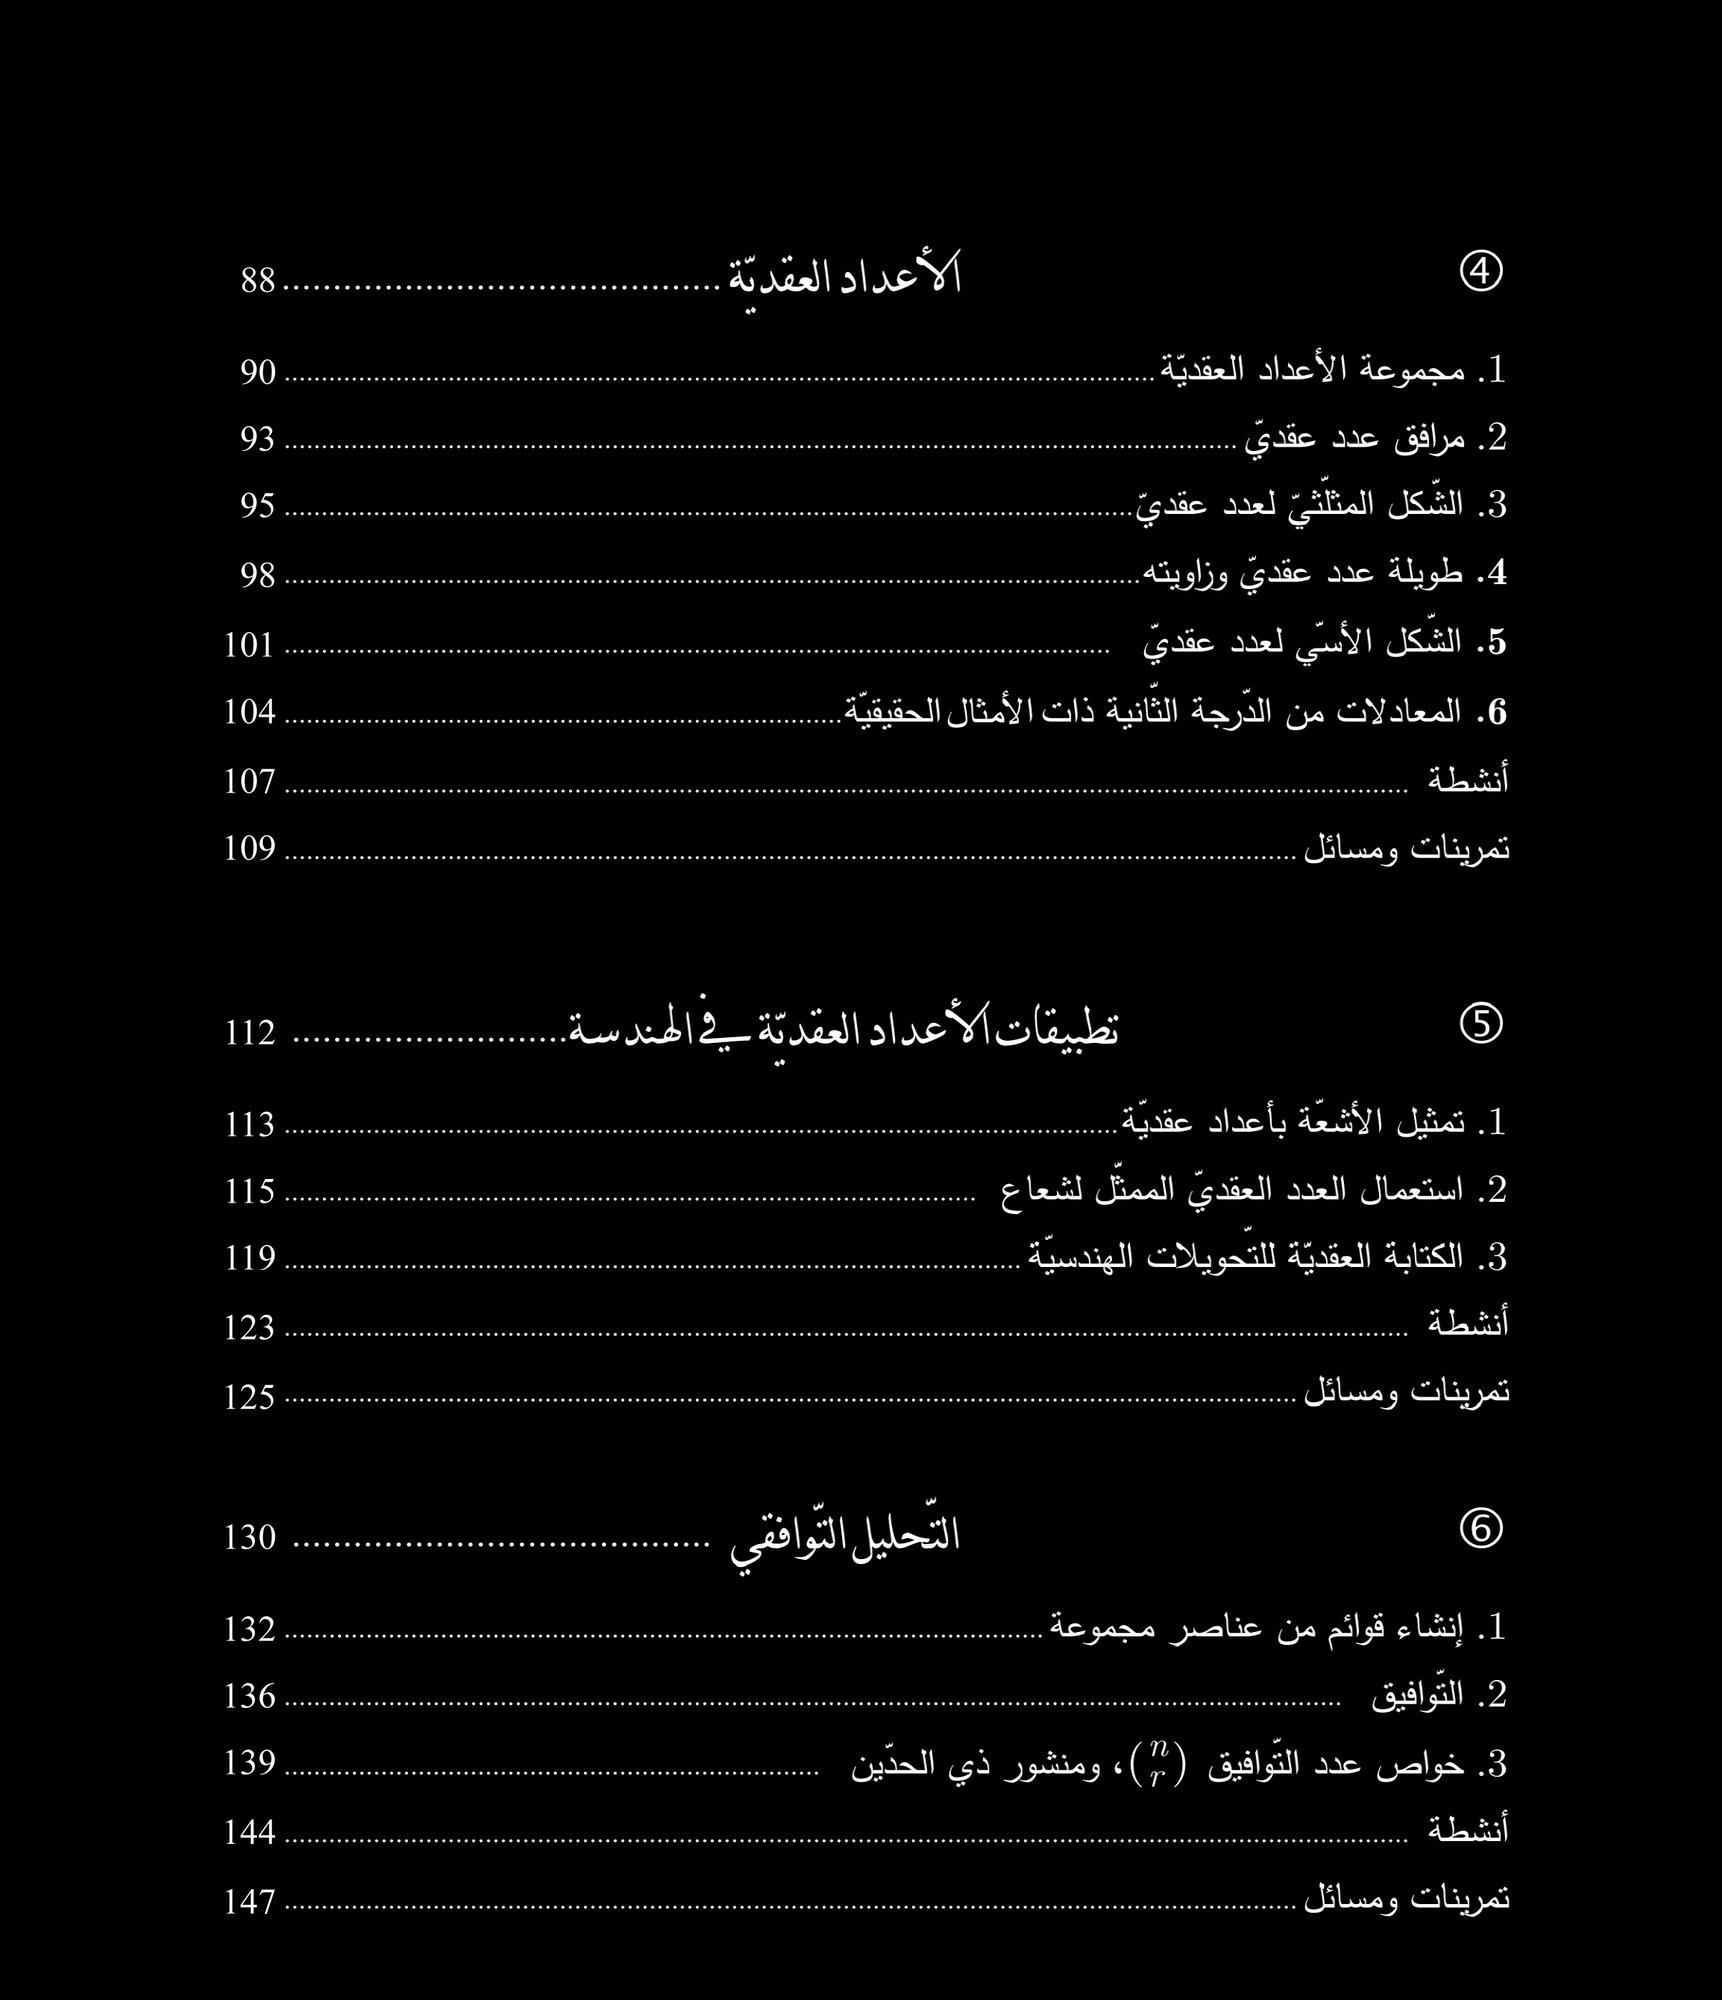 ④ الأعداد العقديّة ........................................ 88
1. مجموعة الأعداد العقديّة ........................................ 90
2. مرافق عدد عقديّ ........................................ 93
3. الشّكل المثلّثيّ لعدد عقديّ ........................................ 95
4. طويلة عدد عقديّ وزاويته ........................................ 98
5. الشّكل الأسّي لعدد عقديّ ........................................ 101
6. المعادلات من الدّرجة الثّانية ذات الأمثال الحقيقيّة ........................................ 104
أنشطة ........................................ 107
تمرينات ومسائل ........................................ 109
⑤ تطبيقات الأعداد العقديّة في الهندسة ........................................ 112
1. تمثيل الأشعّة بأعداد عقديّة ........................................ 113
2. استعمال العدد العقديّ الممثّل لشعاع ........................................ 115
3. الكتابة العقديّة للتّحويلات الهندسيّة ........................................ 119
أنشطة ........................................ 123
تمرينات ومسائل ........................................ 125
⑥ التّحليل التّوافقي ........................................ 130
1. إنشاء قوائم من عناصر مجموعة ........................................ 132
2. التّوافيق ........................................ 136
3. خواص عدد التّوافيق (n r)، ومنشور ذي الحدّين ........................................ 139
أنشطة ........................................ 144
تمرينات ومسائل ........................................ 147